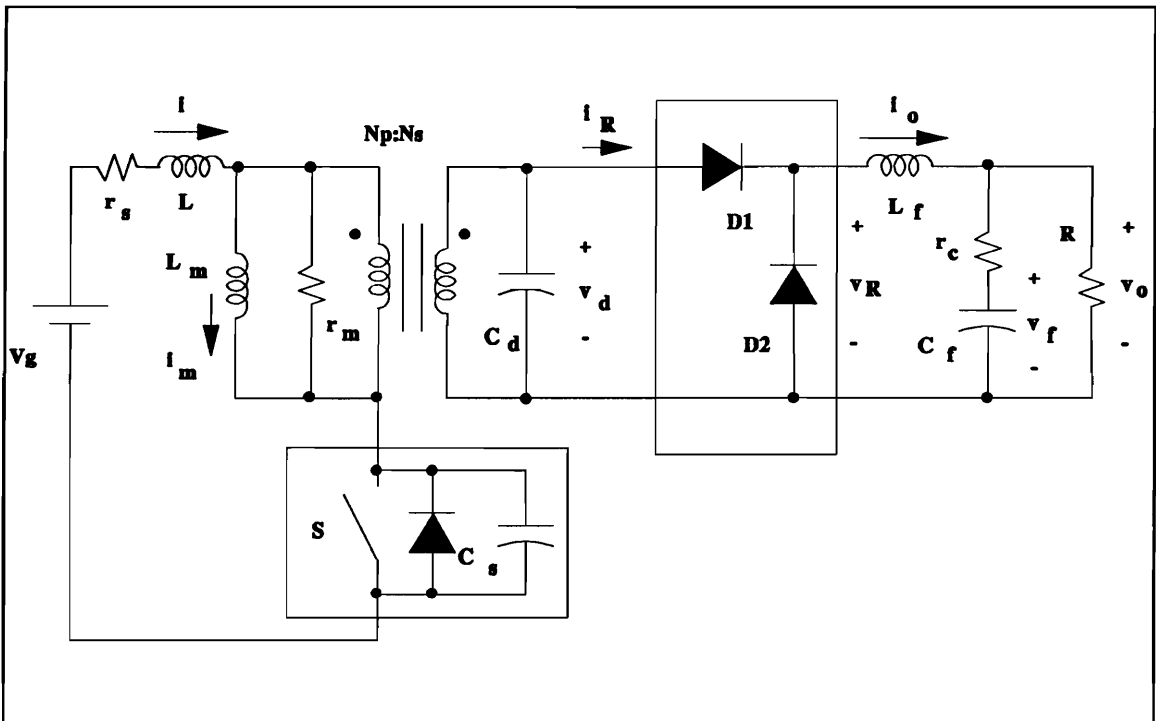 i
i R
i o
Np:Ns
r s
L
D1
L f
L m
r m
C d
+
v d
-
D2
+
v R
-
r c
C f
+
v f
-
R
+
v o
-
Vg
i m
S
C s